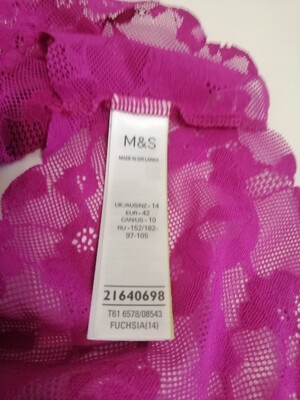 M&S
MADE IN SRI LANKA
UK/AUS/NZ - 14
EUR - 42
CAN/US - 10
RU - 152/182-
97-105
21640698
T61 6578/08543
FUCHSIA(14)